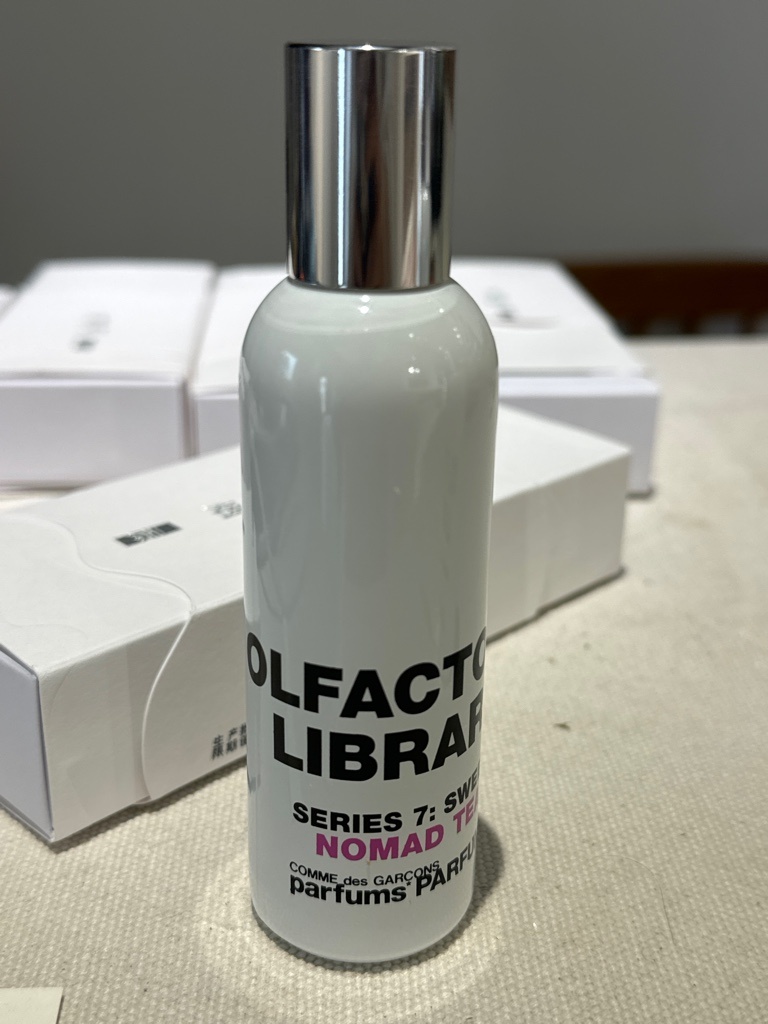 OLFACTO
LIBRAR
SERIES 7: SWE
NOMAD TE
COMME des GARÇONS
parfums PARFU